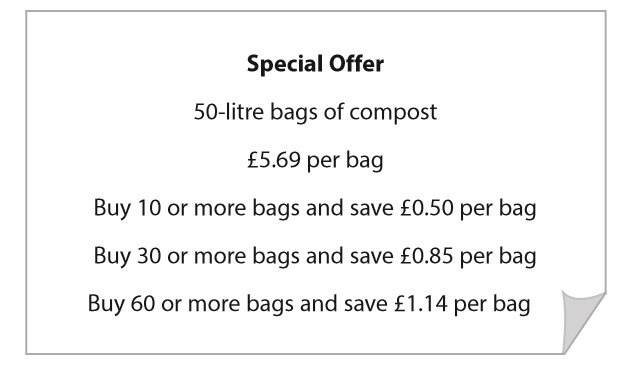 Special Offer
50-litre bags of compost
£5.69 per bag
Buy 10 or more bags and save £0.50 per bag
Buy 30 or more bags and save £0.85 per bag
Buy 60 or more bags and save £1.14 per bag